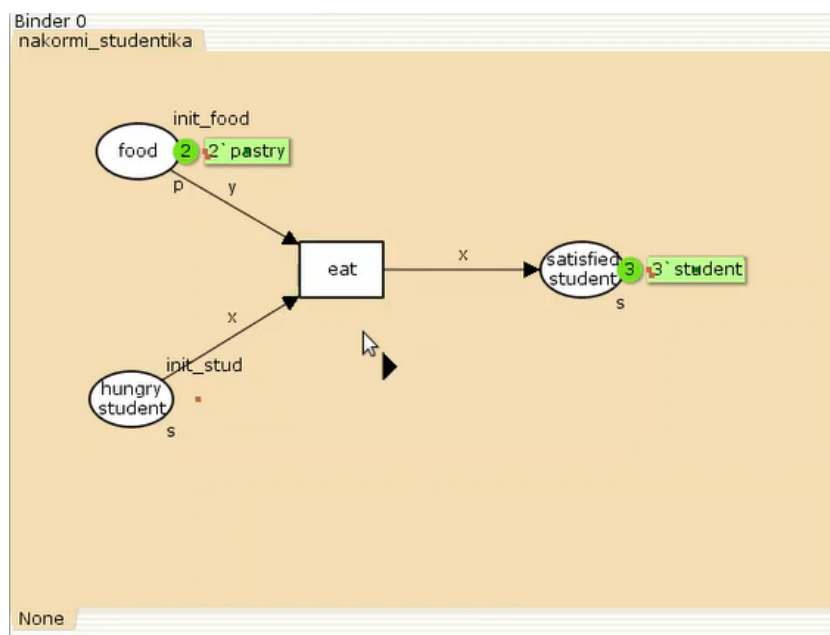 Binder 0
nakormi_studentika
init_food
food
2
2`pastry
p
y
eat
x
satisfied
student
3
3`student
s
x
init_stud
hungry
student
s
None